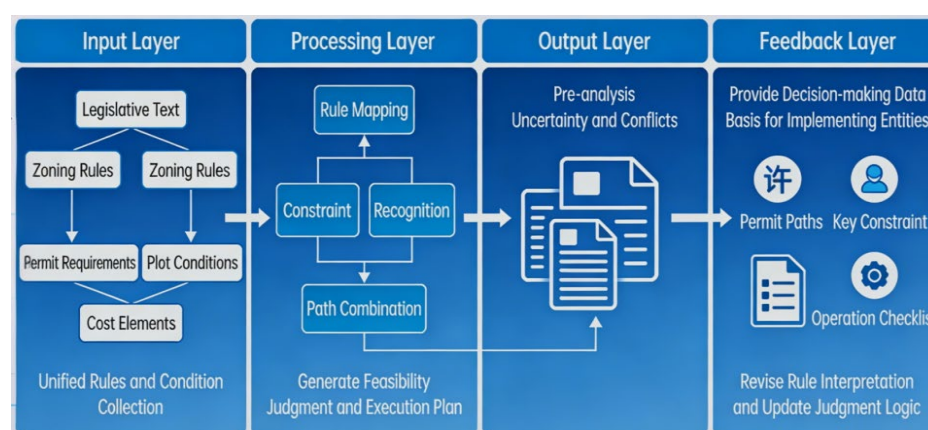 Input Layer
Processing Layer
Output Layer
Feedback Layer
Legislative Text
Zoning Rules
Zoning Rules
Permit Requirements
Plot Conditions
Cost Elements
Unified Rules and Condition
Collection
Rule Mapping
Constraint
Recognition
Path Combination
Generate Feasibility
Judgment and Execution Plan
Pre-analysis
Uncertainty and Conflicts
Provide Decision-making Data
Basis for Implementing Entities
许
Permit Paths
Key Constraint
Operation Checklis
Revise Rule Interpretation
and Update Judgment Logic